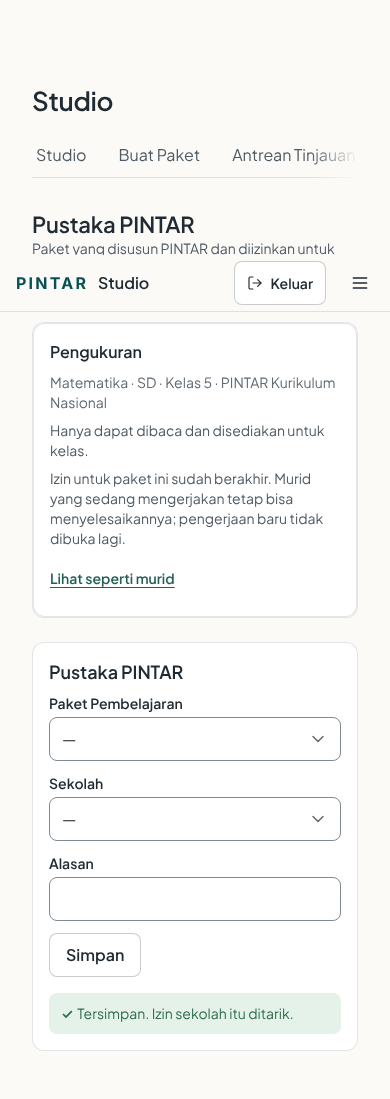 Studio
Studio Buat Paket Antrean Tinjauan
Pustaka PINTAR
Paket yang disusun PINTAR dan diizinkan untuk
PINTAR Studio Keluar
Pengukuran
Matematika · SD · Kelas 5 · PINTAR Kurikulum
Nasional
Hanya dapat dibaca dan disediakan untuk
kelas.
Izin untuk paket ini sudah berakhir. Murid
yang sedang mengerjakan tetap bisa
menyelesaikannya; pengerjaan baru tidak
dibuka lagi.
Lihat seperti murid
Pustaka PINTAR
Paket Pembelajaran
—
Sekolah
—
Alasan
Simpan
✓ Tersimpan. Izin sekolah itu ditarik.